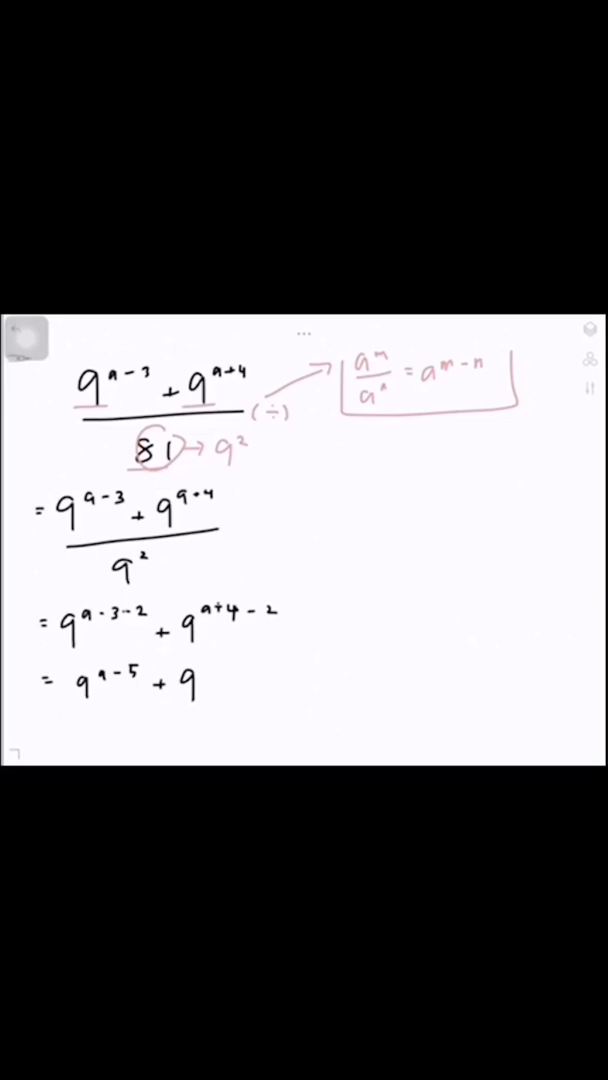 9^(a-3) + 9^(a+4)
(÷)
a^m / a^n = a^(m-n)
81 → 9²
= 9^(a-3) + 9^(a+4)
9²
= 9^(a-3-2) + 9^(a+4-2)
= 9^(a-5) + 9